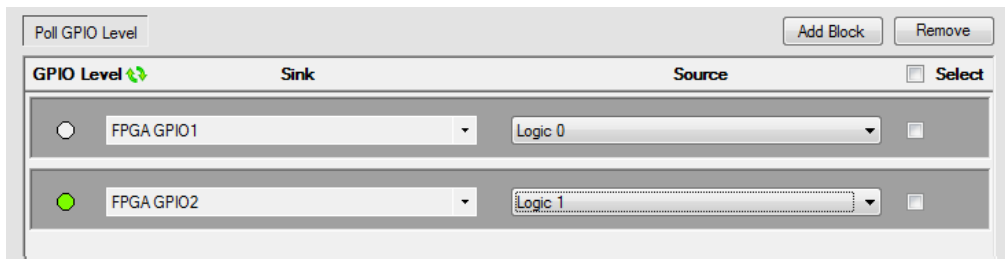 Poll GPIO Level Add Block Remove
GPIO Level Sink Source Select
FPGA GPIO1 Logic 0
FPGA GPIO2 Logic 1